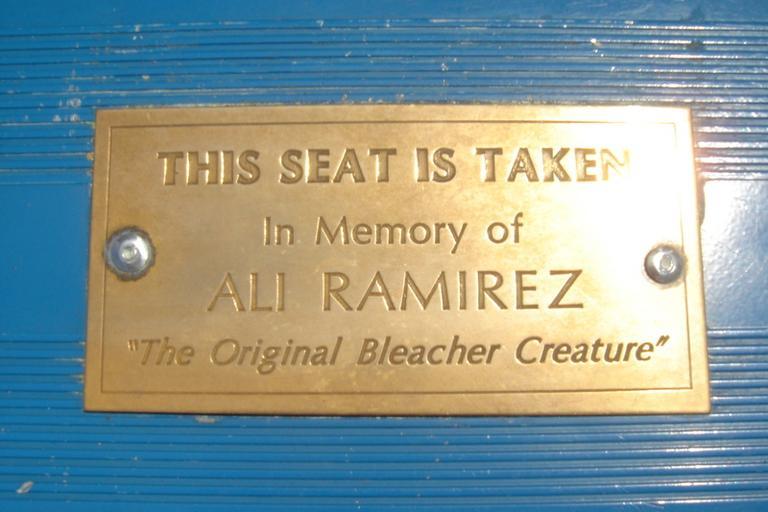 THIS SEAT IS TAKEN
In Memory of
ALI RAMIREZ
"The Original Bleacher Creature"